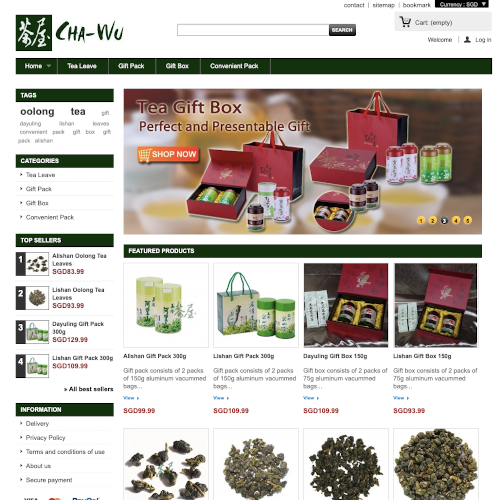 contact | sitemap | bookmark Currency : SGD
茶屋 CHA-WU
SEARCH
Cart: (empty)
Welcome | Log in
Home Tea Leave Gift Pack Gift Box Convenient Pack
TAGS
oolong tea gift
dayuling lishan leaves
convenient pack gift box gift
pack alishan
CATEGORIES
Tea Leave
Gift Pack
Gift Box
Convenient Pack
TOP SELLERS
1 Alishan Oolong Tea
Leaves
SGD83.99
2 Lishan Oolong Tea
Leaves
SGD93.99
3 Dayuling Gift Pack
300g
SGD129.99
4 Lishan Gift Pack 300g
SGD109.99
» All best sellers
INFORMATION
Delivery
Privacy Policy
Terms and conditions of use
About us
Secure payment
VISA PayPal
Tea Gift Box
Perfect and Presentable Gift
SHOP NOW
1 2 3 4 5
FEATURED PRODUCTS
Alishan Gift Pack 300g
Gift pack consists of 2 packs
of 150g aluminum vacummed
bags...
View
SGD99.99
Lishan Gift Pack 300g
Gift pack consists of 2 packs
of 150g aluminum vacummed
bags...
View
SGD109.99
Dayuling Gift Box 150g
Gift box consists of 2 packs of
75g aluminum vacummed
bags...
View
SGD109.99
Lishan Gift Box 150g
Gift box consists of 2 packs of
75g aluminum vacummed
bags...
View
SGD93.99